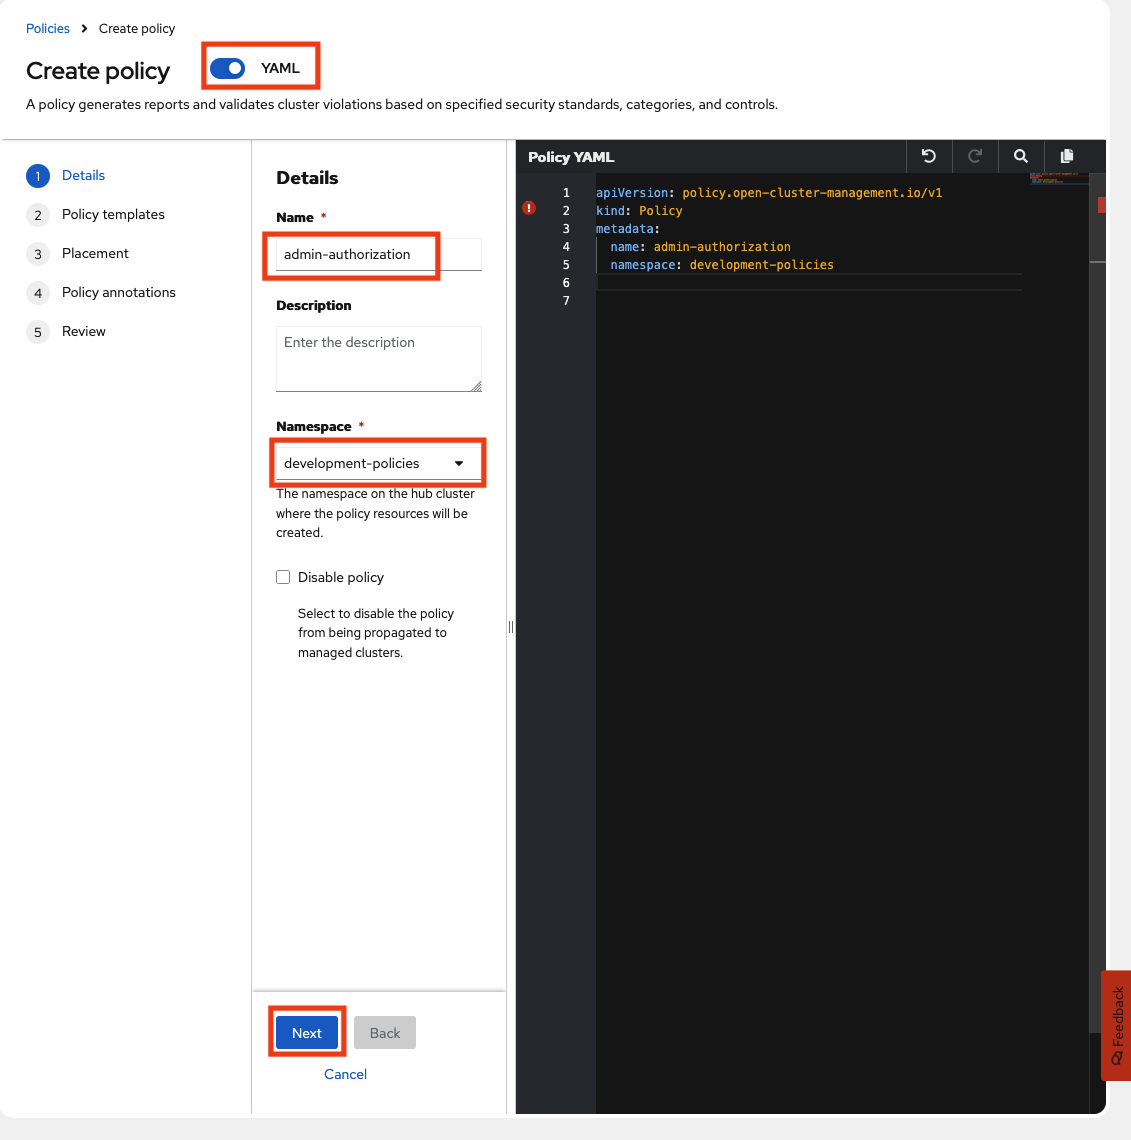 Policies > Create policy
Create policy
YAML
A policy generates reports and validates cluster violations based on specified security standards, categories, and controls.
1 Details
2 Policy templates
3 Placement
4 Policy annotations
5 Review
Details
Name *
admin-authorization
Description
Enter the description
Namespace *
development-policies
The namespace on the hub cluster
where the policy resources will be
created.
Disable policy
Select to disable the policy
from being propagated to
managed clusters.
Next
Back
Cancel
Policy YAML
1 apiVersion: policy.open-cluster-management.io/v1
2 kind: Policy
3 metadata:
4 name: admin-authorization
5 namespace: development-policies
6
7
Feedback